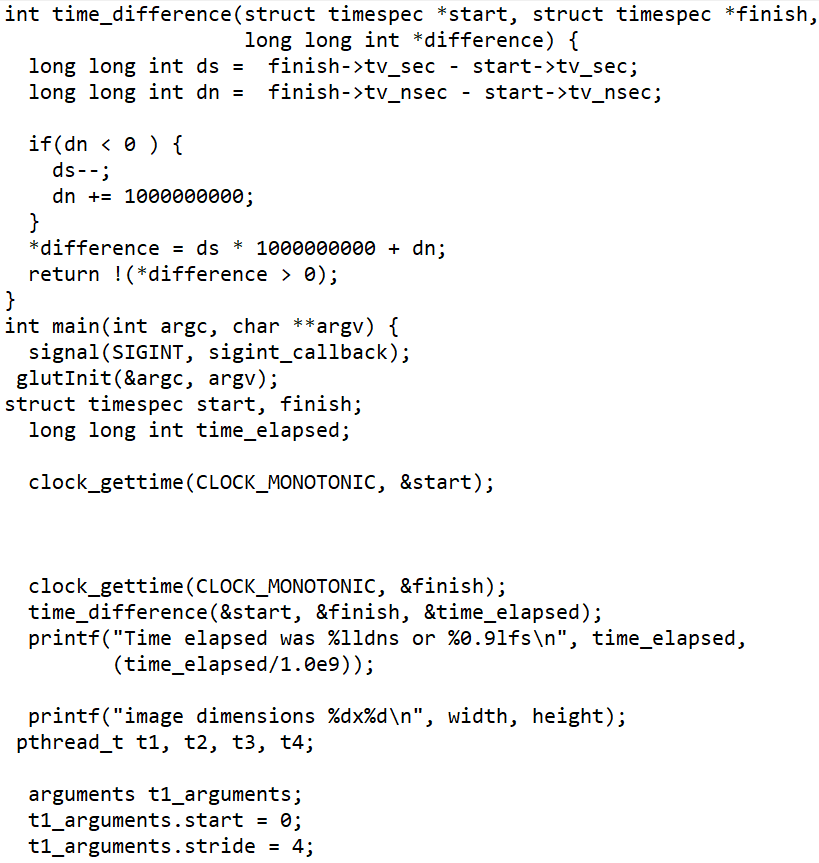 int time_difference(struct timespec *start, struct timespec *finish,
                    long long int *difference) {
  long long int ds =  finish->tv_sec - start->tv_sec;
  long long int dn =  finish->tv_nsec - start->tv_nsec;

  if(dn < 0 ) {
    ds--;
    dn += 1000000000;
  }
  *difference = ds * 1000000000 + dn;
  return !(*difference > 0);
}
int main(int argc, char **argv) {
  signal(SIGINT, sigint_callback);
 glutInit(&argc, argv);
struct timespec start, finish;
  long long int time_elapsed;

  clock_gettime(CLOCK_MONOTONIC, &start);

  clock_gettime(CLOCK_MONOTONIC, &finish);
  time_difference(&start, &finish, &time_elapsed);
  printf("Time elapsed was %lldns or %0.9lfs\n", time_elapsed,
         (time_elapsed/1.0e9));

  printf("image dimensions %dx%d\n", width, height);
 pthread_t t1, t2, t3, t4;

  arguments t1_arguments;
  t1_arguments.start = 0;
  t1_arguments.stride = 4;